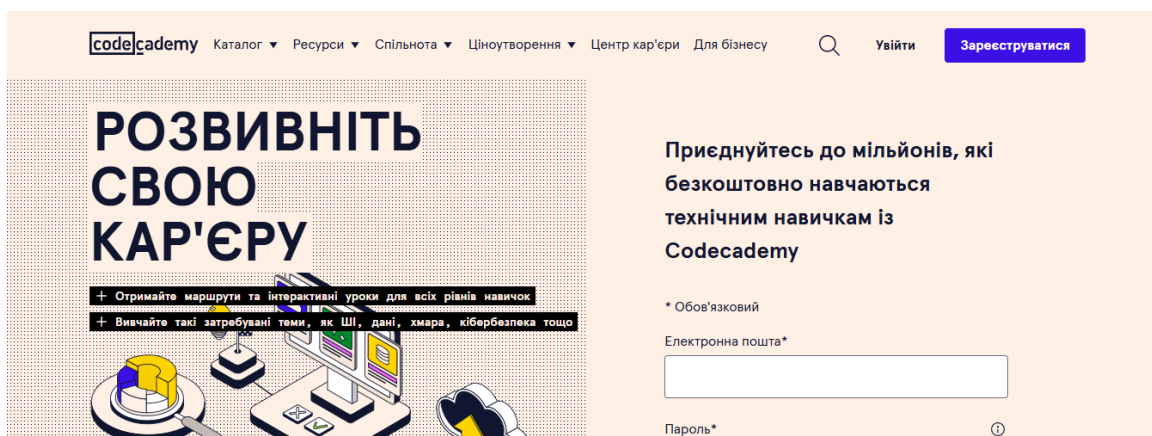 codecademy Каталог Ресурси Спільнота Ціноутворення Центр кар'єри Для бізнесу Увійти Зареєструватися
РОЗВИВНІТЬ
СВОЮ
КАР'ЄРУ
+ Отримайте маршрути та інтерактивні уроки для всіх рівнів навичок
+ Вивчайте такі затребувані теми, як ШІ, дані, хмара, кібербезпека тощо
Приєднуйтесь до мільйонів, які
безкоштовно навчаються
технічним навичкам із
Codecademy
* Обов'язковий
Електронна пошта*
Пароль*